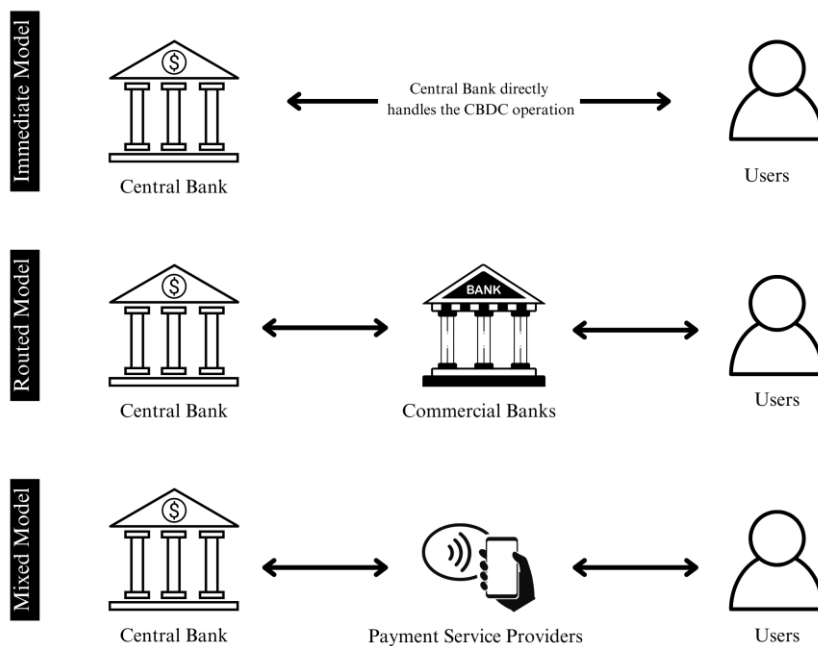 Immediate Model
$
Central Bank directly
handles the CBDC operation
Central Bank
Users
Routed Model
$
BANK
Central Bank
Commercial Banks
Users
Mixed Model
$
Central Bank
Payment Service Providers
Users